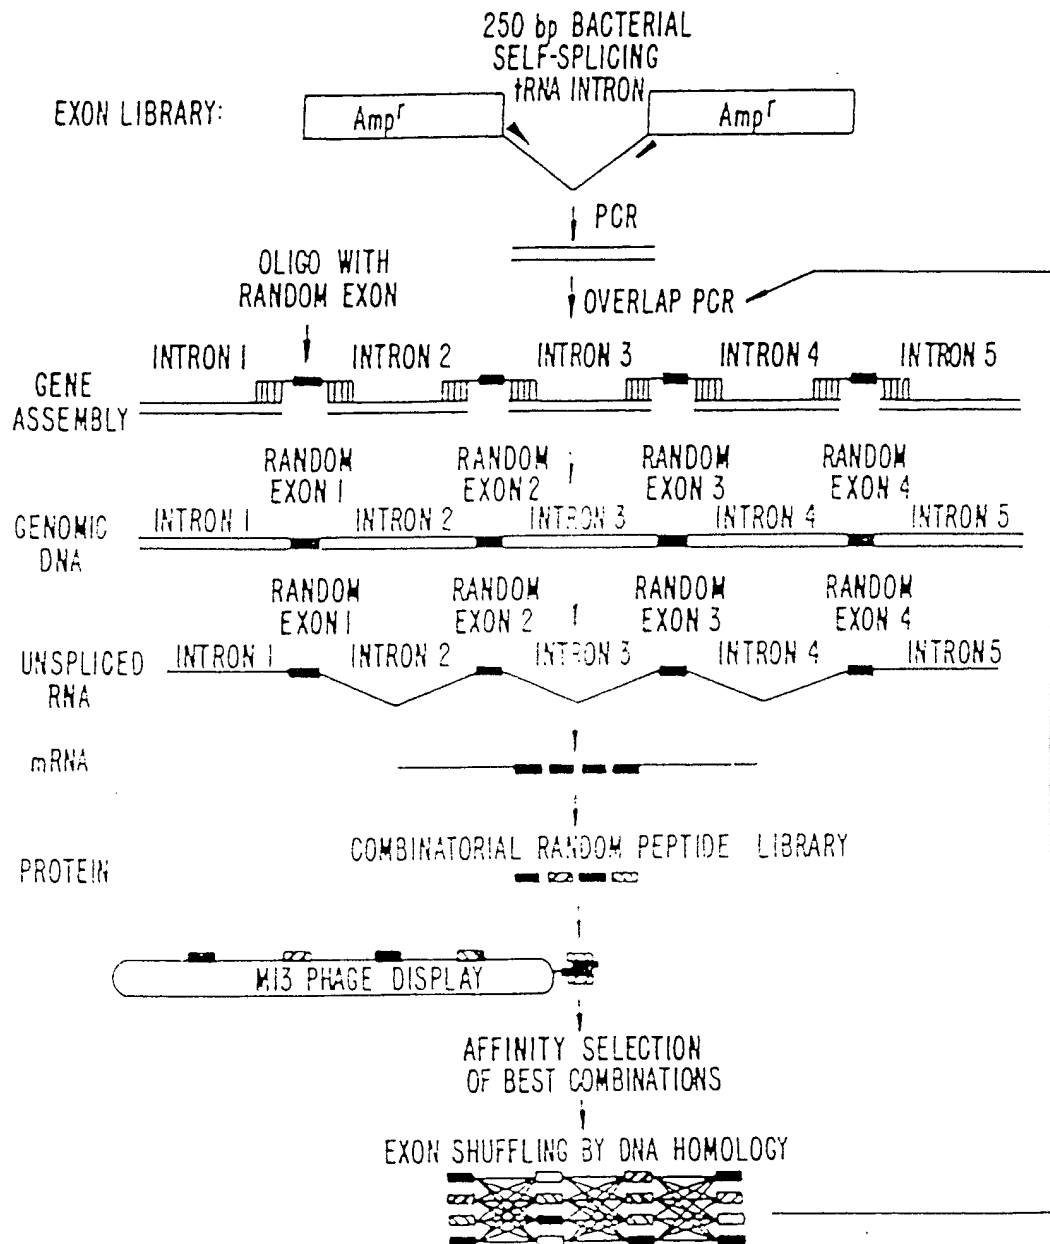 250 bp BACTERIAL
SELF-SPLICING
tRNA INTRON
EXON LIBRARY:
Ampr
Ampr
PCR
OLIGO WITH
RANDOM EXON
OVERLAP PCR
INTRON 1
INTRON 2
INTRON 3
INTRON 4
INTRON 5
GENE
ASSEMBLY
RANDOM
EXON 1
RANDOM
EXON 2
RANDOM
EXON 3
RANDOM
EXON 4
GENOMIC
DNA
INTRON 1
INTRON 2
INTRON 3
INTRON 4
INTRON 5
RANDOM
EXON 1
RANDOM
EXON 2
RANDOM
EXON 3
RANDOM
EXON 4
UNSPLICED
RNA
INTRON 1
INTRON 2
INTRON 3
INTRON 4
INTRON 5
mRNA
COMBINATORIAL RANDOM PEPTIDE LIBRARY
PROTEIN
M13 PHAGE DISPLAY
AFFINITY SELECTION
OF BEST COMBINATIONS
EXON SHUFFLING BY DNA HOMOLOGY